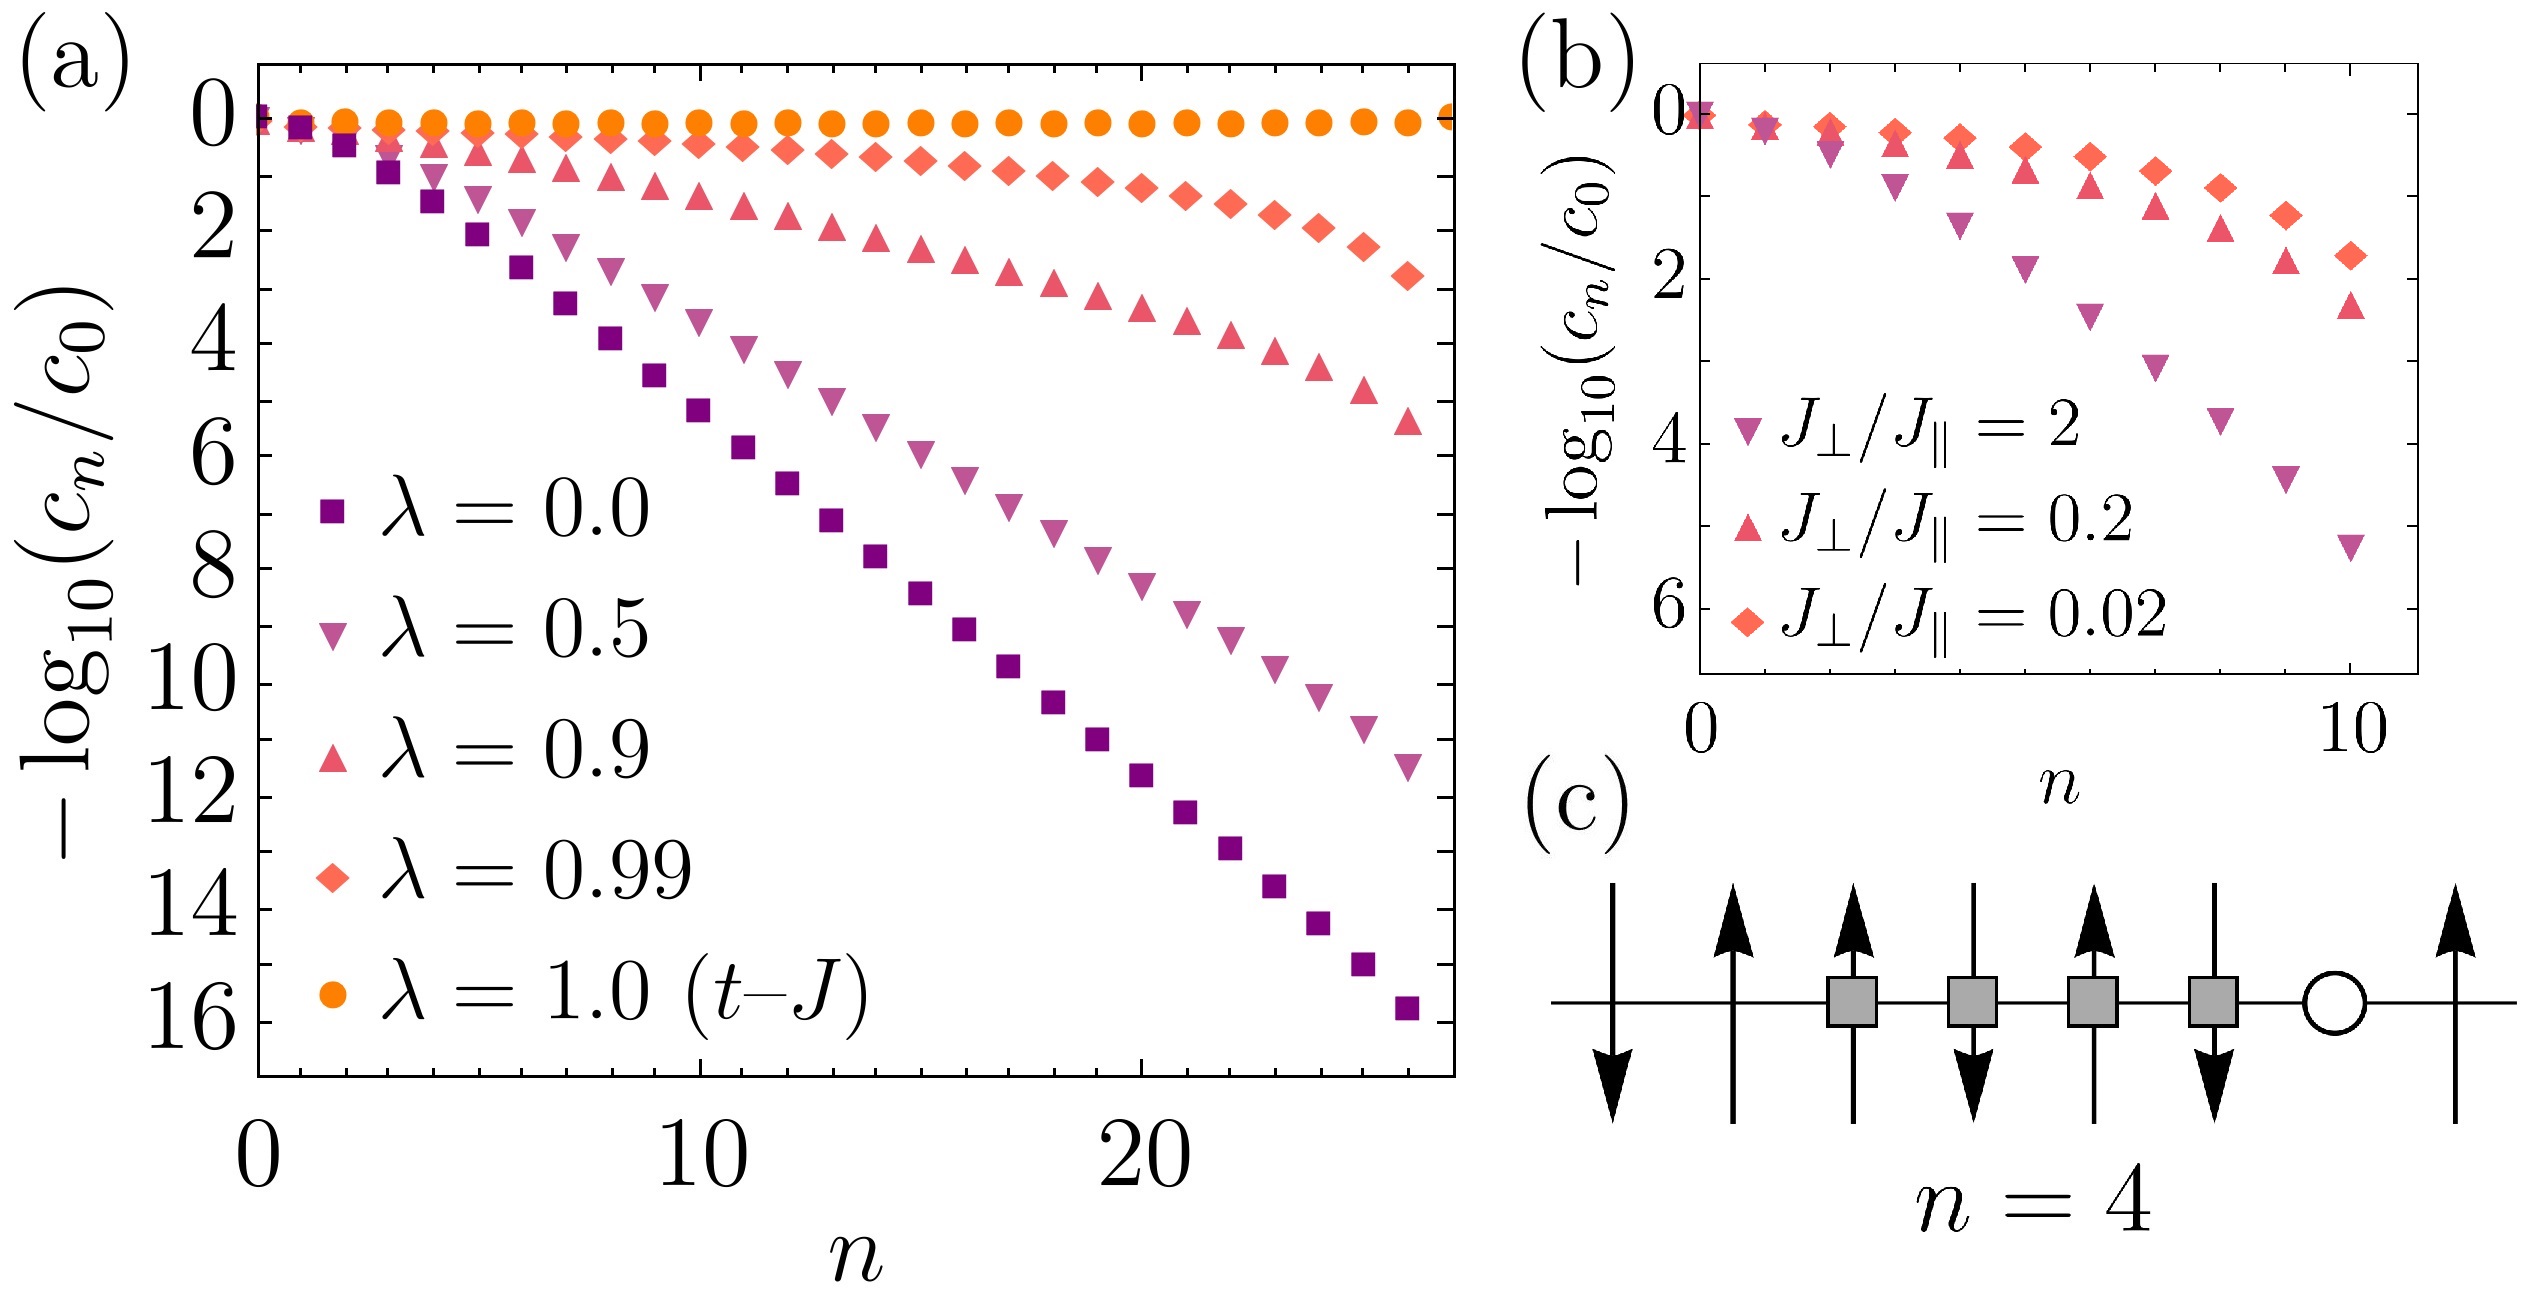 (a)
− log₁₀(cₙ/c₀)
0
2
4
6
8
10
12
14
16
λ = 0.0
λ = 0.5
λ = 0.9
λ = 0.99
λ = 1.0 (t–J)
0 10 20
n
(b)
− log₁₀(cₙ/c₀)
0
2
4
6
J⊥/J∥ = 2
J⊥/J∥ = 0.2
J⊥/J∥ = 0.02
0 10
n
(c)
n = 4